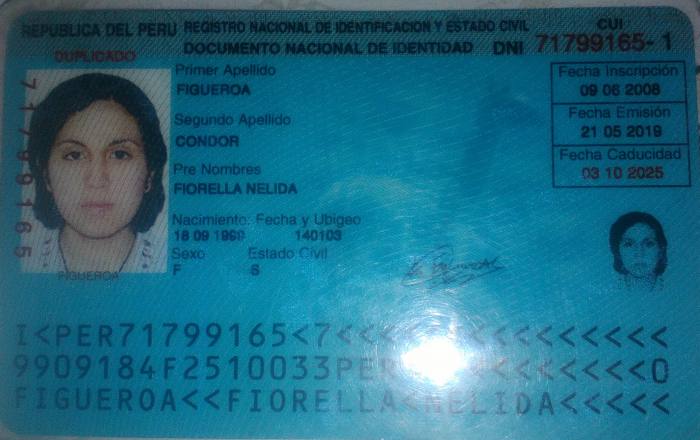 REPUBLICA DEL PERU REGISTRO NACIONAL DE IDENTIFICACION Y ESTADO CIVIL
DUPLICADO DOCUMENTO NACIONAL DE IDENTIDAD DNI
CUI
71799165-1
71799165
Primer Apellido
FIGUEROA
Segundo Apellido
CONDOR
Pre Nombres
FIORELLA NELIDA
Nacimiento: Fecha y Ubigeo
18 09 1999 140103
Sexo Estado Civil
F S
Fecha Inscripción
09 06 2008
Fecha Emisión
21 05 2019
Fecha Caducidad
03 10 2025
FIGUEROA
I<PER71799165<7<<<<<<<<<<<<<<<
9909184F2510033PER <<<<<<0
FIGUEROA<<FIORELLA<NELIDA<<<<<